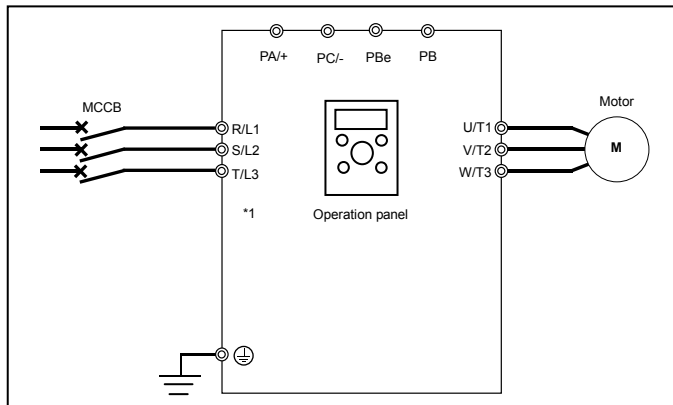 PA/+ PC/- PBe PB
MCCB
Motor
R/L1
U/T1
S/L2
V/T2
M
T/L3
W/T3
*1
Operation panel